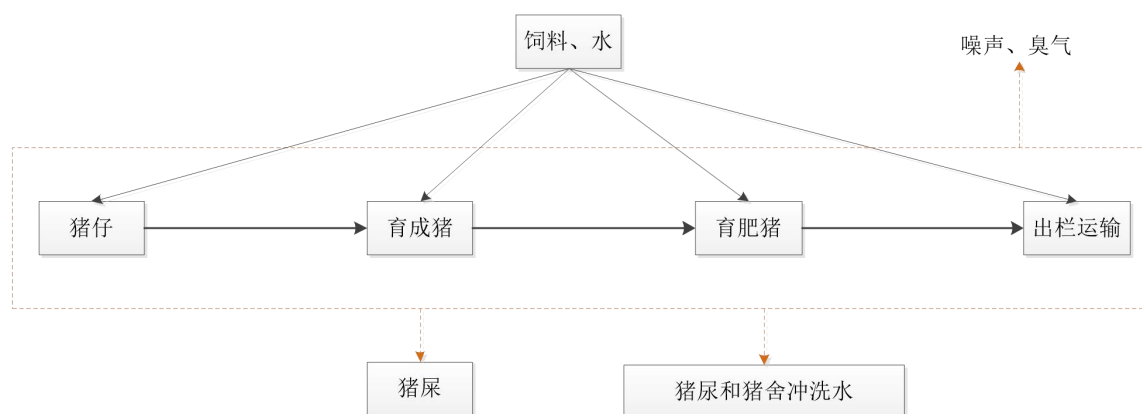 饲料、水
噪声、臭气
猪仔
育成猪
育肥猪
出栏运输
猪屎
猪尿和猪舍冲洗水